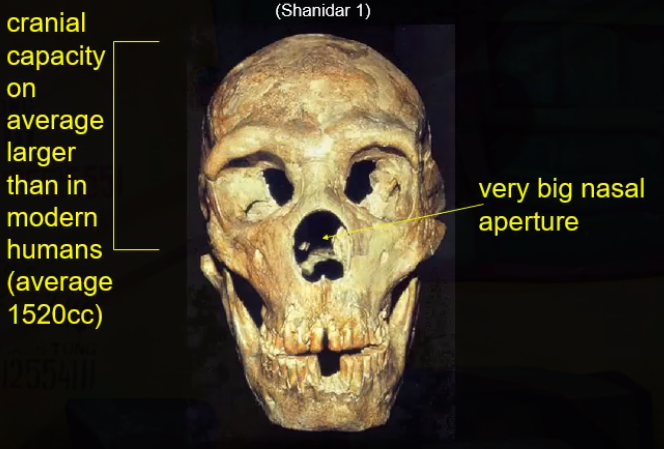 (Shanidar 1)
cranial
capacity
on
average
larger
than in
modern
humans
(average
1520cc)
very big nasal
aperture